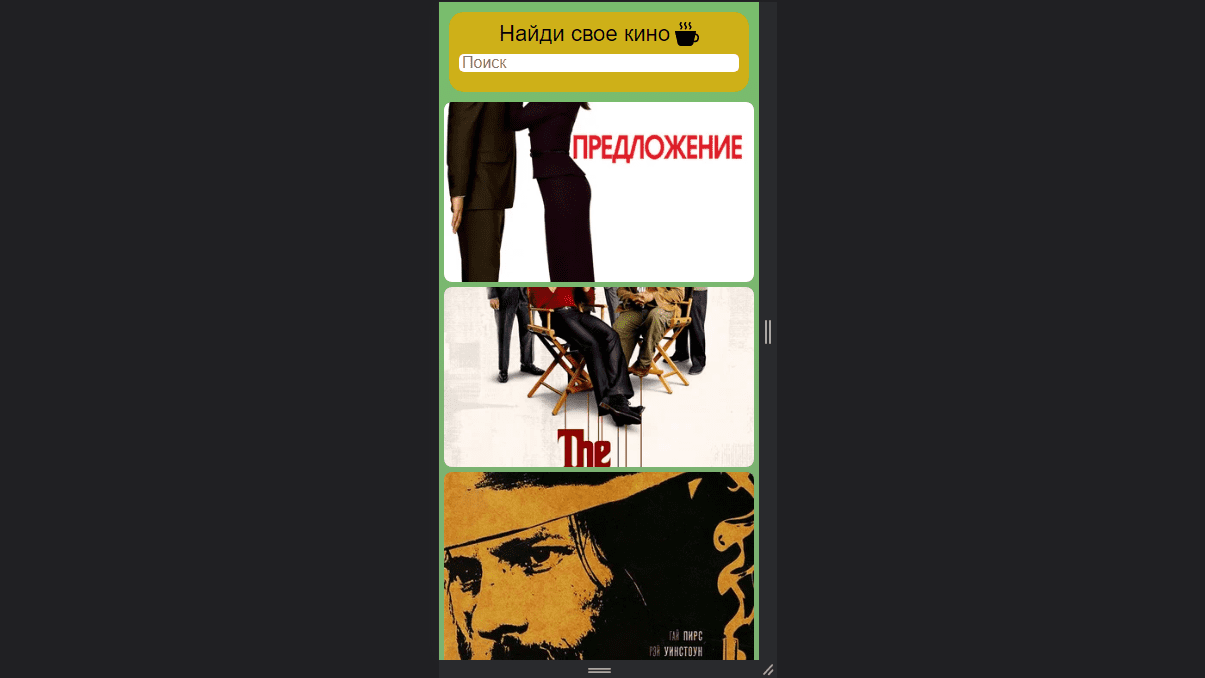 Найди свое кино
Поиск
ПРЕДЛОЖЕНИЕ
The
ГАЙ ПИРС
РЭЙ УИНСТОУН